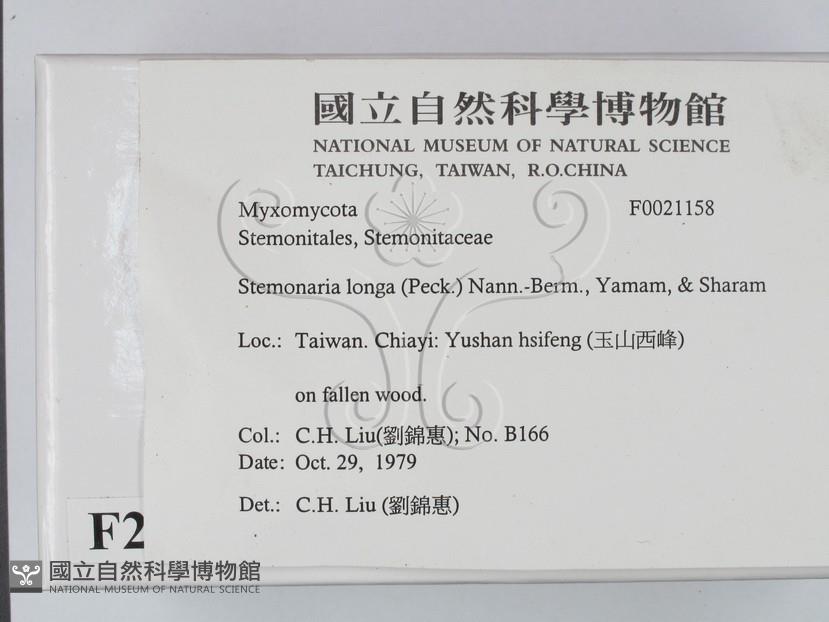 國立自然科學博物館
NATIONAL MUSEUM OF NATURAL SCIENCE
TAICHUNG, TAIWAN, R.O.CHINA
Myxomycota F0021158
Stemonitales, Stemonitaceae
Stemonaria longa (Peck.) Nann.-Berm., Yamam, & Sharam
Loc.: Taiwan. Chiayi: Yushan hsifeng (玉山西峰)
on fallen wood.
Col.: C.H. Liu(劉錦惠); No. B166
Date: Oct. 29, 1979
Det.: C.H. Liu (劉錦惠)
F2
國立自然科學博物館
NATIONAL MUSEUM OF NATURAL SCIENCE